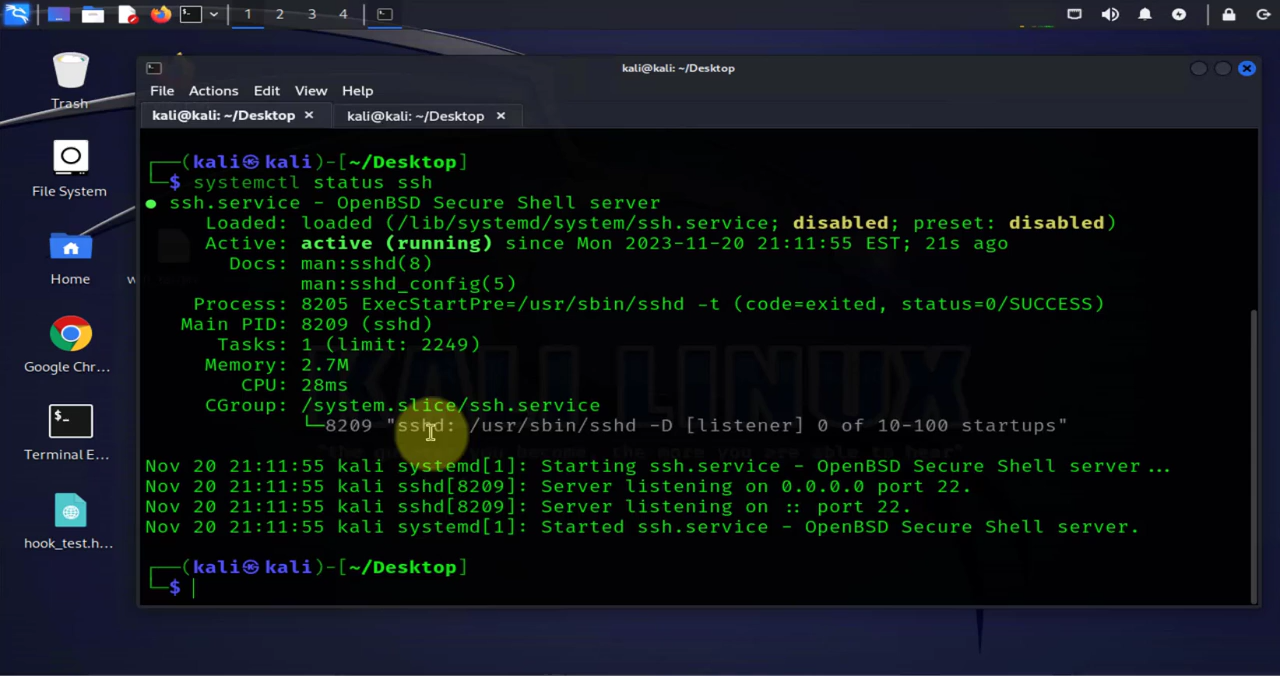 1 2 3 4
kali@kali: ~/Desktop
File Actions Edit View Help
kali@kali: ~/Desktop × kali@kali: ~/Desktop ×
Trash
File System
Home
Google Chr...
Terminal E...
hook_test.h...
┌──(kali㉿kali)-[~/Desktop]
└─$ systemctl status ssh
● ssh.service - OpenBSD Secure Shell server
Loaded: loaded (/lib/systemd/system/ssh.service; disabled; preset: disabled)
Active: active (running) since Mon 2023-11-20 21:11:55 EST; 21s ago
Docs: man:sshd(8)
man:sshd_config(5)
Process: 8205 ExecStartPre=/usr/sbin/sshd -t (code=exited, status=0/SUCCESS)
Main PID: 8209 (sshd)
Tasks: 1 (limit: 2249)
Memory: 2.7M
CPU: 28ms
CGroup: /system.slice/ssh.service
└─8209 "sshd: /usr/sbin/sshd -D [listener] 0 of 10-100 startups"
Nov 20 21:11:55 kali systemd[1]: Starting ssh.service - OpenBSD Secure Shell server...
Nov 20 21:11:55 kali sshd[8209]: Server listening on 0.0.0.0 port 22.
Nov 20 21:11:55 kali sshd[8209]: Server listening on :: port 22.
Nov 20 21:11:55 kali systemd[1]: Started ssh.service - OpenBSD Secure Shell server.
┌──(kali㉿kali)-[~/Desktop]
└─$
KALI LINUX